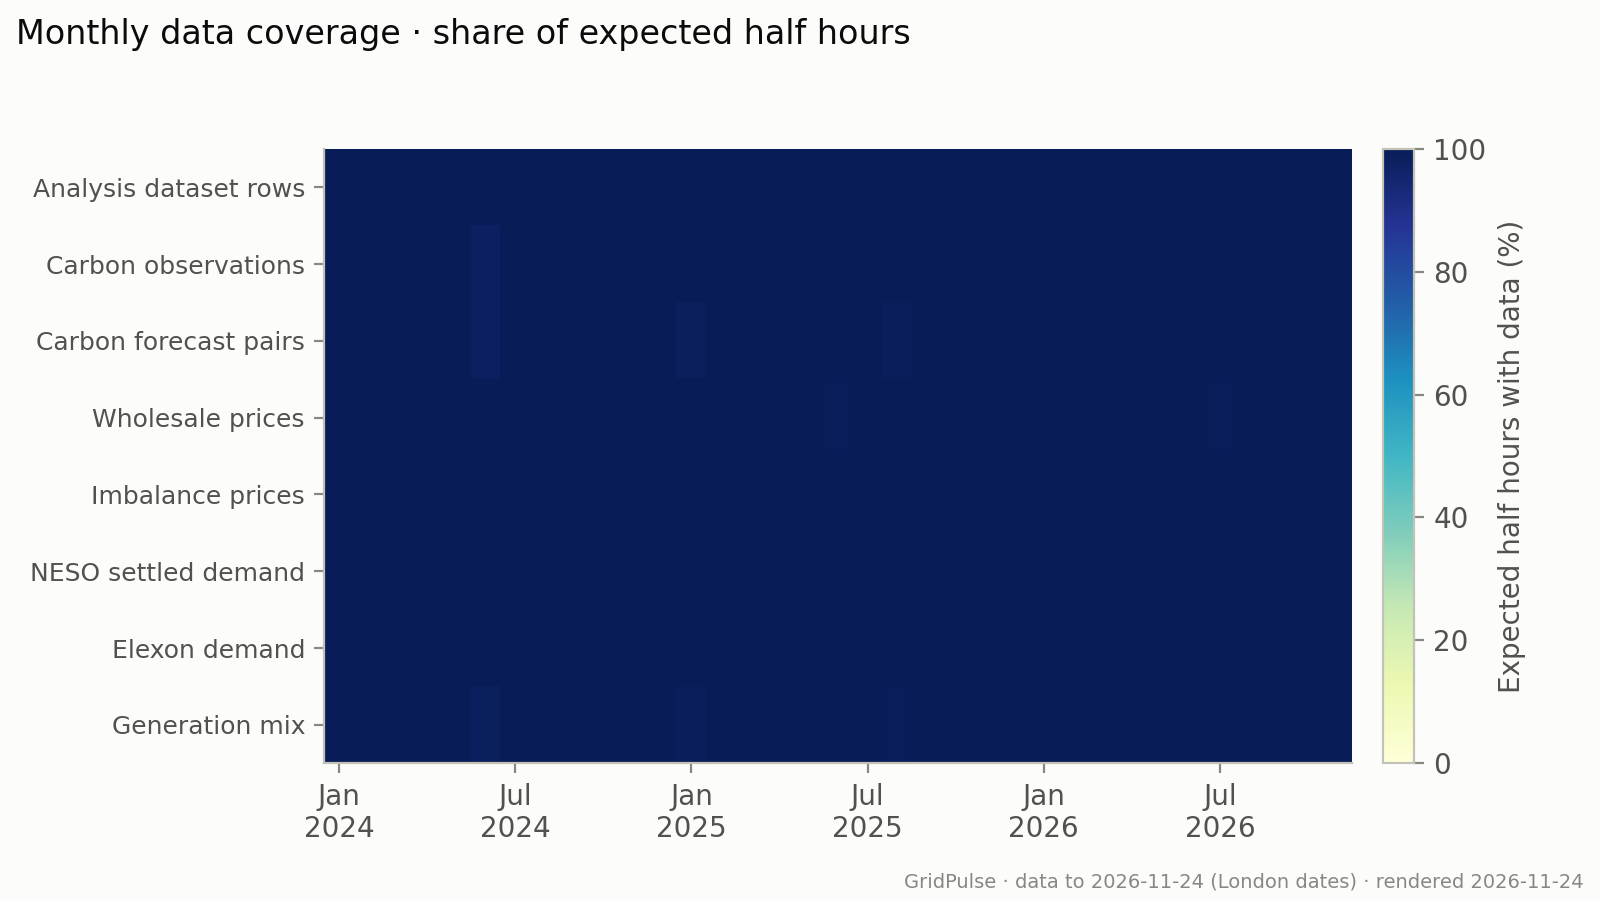 Monthly data coverage · share of expected half hours
Analysis dataset rows
Carbon observations
Carbon forecast pairs
Wholesale prices
Imbalance prices
NESO settled demand
Elexon demand
Generation mix
Jan
2024
Jul
2024
Jan
2025
Jul
2025
Jan
2026
Jul
2026
100
80
60
40
20
0
Expected half hours with data (%)
GridPulse · data to 2026-11-24 (London dates) · rendered 2026-11-24